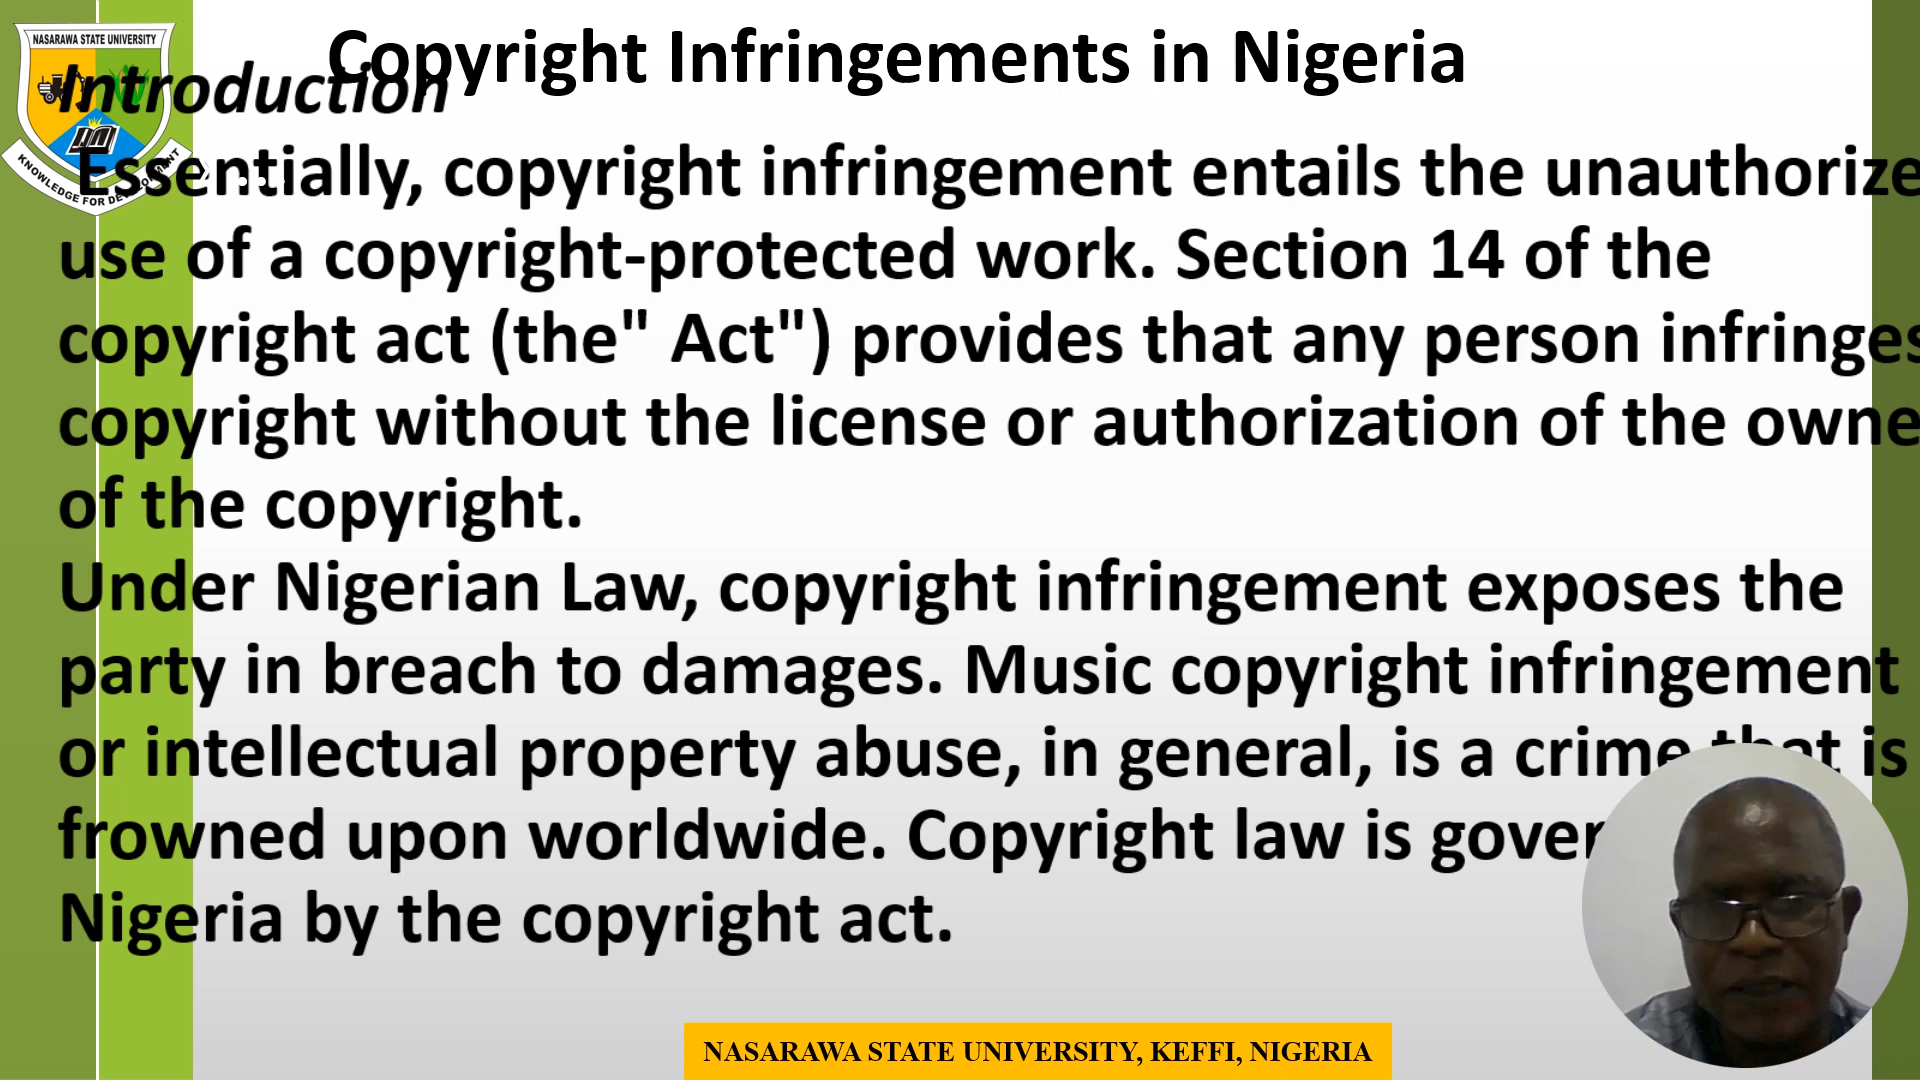 NASARAWA STATE UNIVERSITY
KNOWLEDGE FOR DEVELOPMENT
Copyright Infringements in Nigeria
Introduction
Essentially, copyright infringement entails the unauthorize
use of a copyright-protected work. Section 14 of the
copyright act (the" Act") provides that any person infringes
copyright without the license or authorization of the owne
of the copyright.
Under Nigerian Law, copyright infringement exposes the
party in breach to damages. Music copyright infringement
or intellectual property abuse, in general, is a crime that is
frowned upon worldwide. Copyright law is gover
Nigeria by the copyright act.
NASARAWA STATE UNIVERSITY, KEFFI, NIGERIA